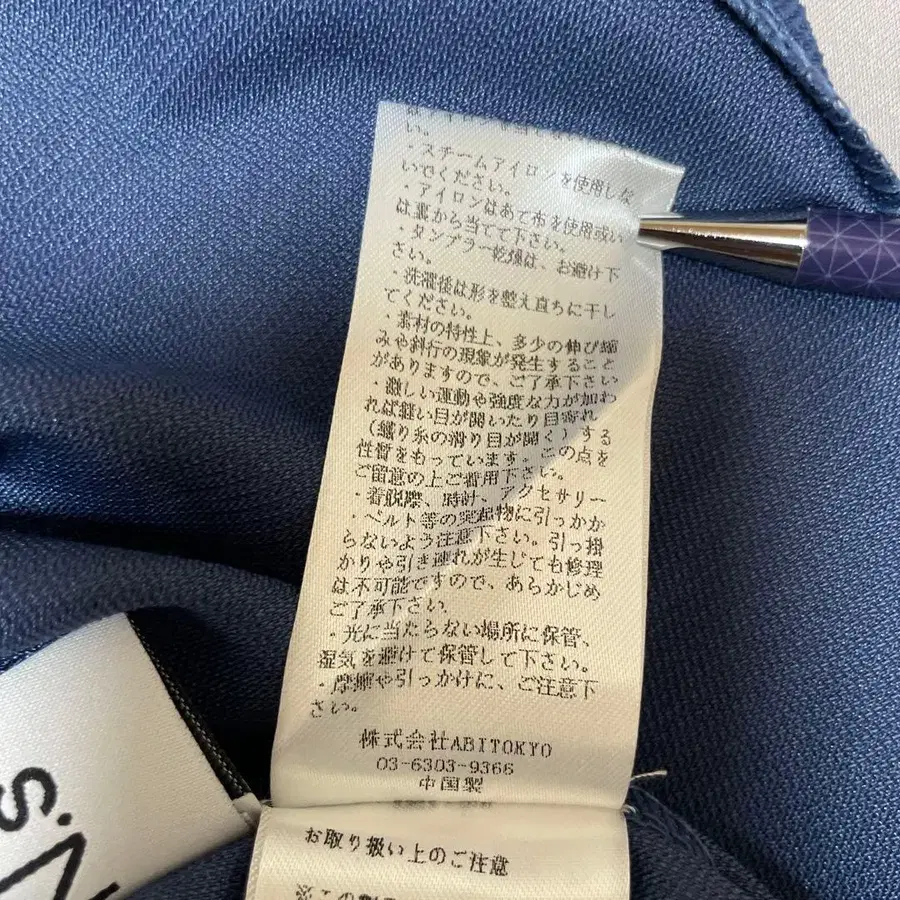 い。
・スチームアイロンを使用しな
いでください。
・アイロンはあて布を使用或い
は裏から当てて下さい。
・タンブラー乾燥は、お避け下
さい。
・洗濯後は形を整え直ちに干し
てください。
・素材の特性上、多少の伸び縮
みや斜行の現象が発生すること
がありますので、ご了承下さい
・激しい運動や強度な力が加わ
れば縫い目が開いたり目寄れ
（織り糸の滑り目が開く）する
性質をもっています。この点を
ご留意の上ご着用下さい。
・着脱際、時計、アクセサリー
・ベルト等の突起物に引っかか
らないよう注意下さい。引っ掛
かりや引き連れが生じても修理
は不可能ですので、あらかじめ
ご了承下さい.
・光に当たらない場所に保管、
湿気を避けて保管して下さい。
・摩擦や引っかけに、ご注意下
さい。
株式会社ABITOKYO
03-6303-9366
中国製
お取り扱い上のご注意
※この
s.